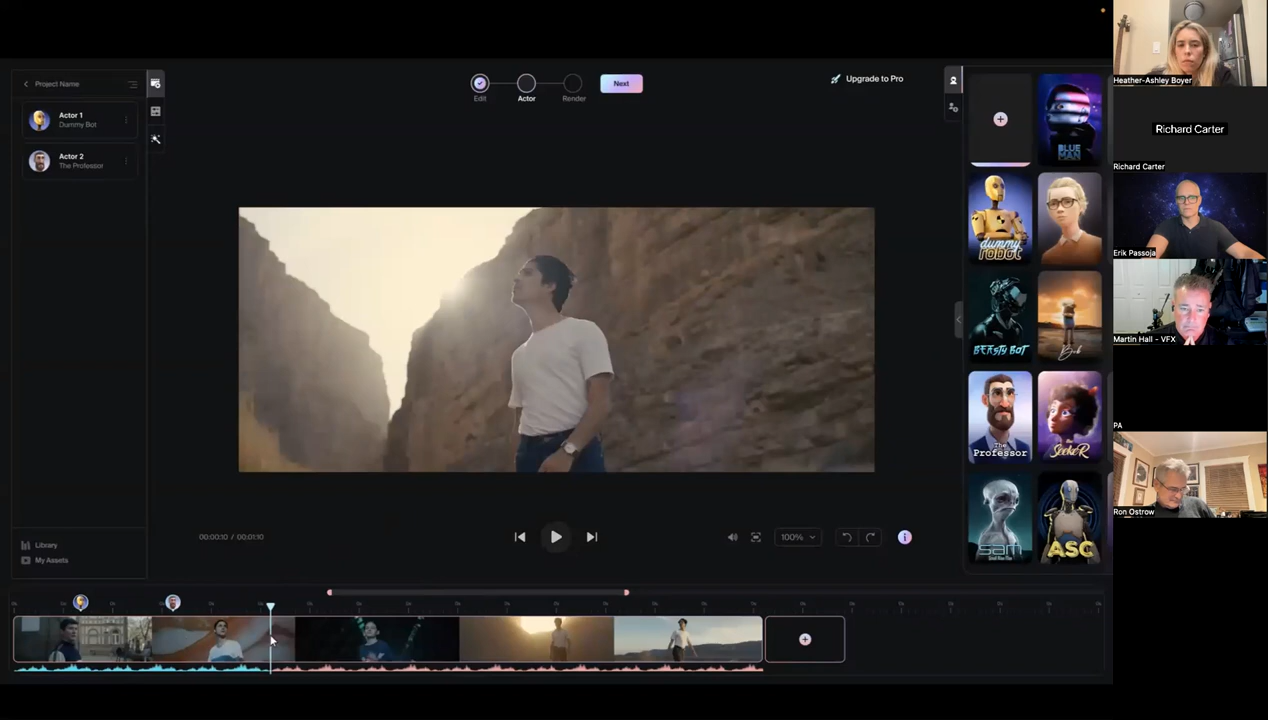 Project Name
Actor 1
Dummy Bot
Actor 2
The Professor
Library
My Assets
Edit
Actor
Render
Next
Upgrade to Pro
00:00:10 / 00:01:10
100%
BLUE
MAN
dummy
robot
BEASTY BOT
Bob
The
Professor
the
SeekeR
SAM
ASC
Heather-Ashley Boyer
Richard Carter
Richard Carter
Erik Passoja
Martin Hall - VFX
PA
Ron Ostrow